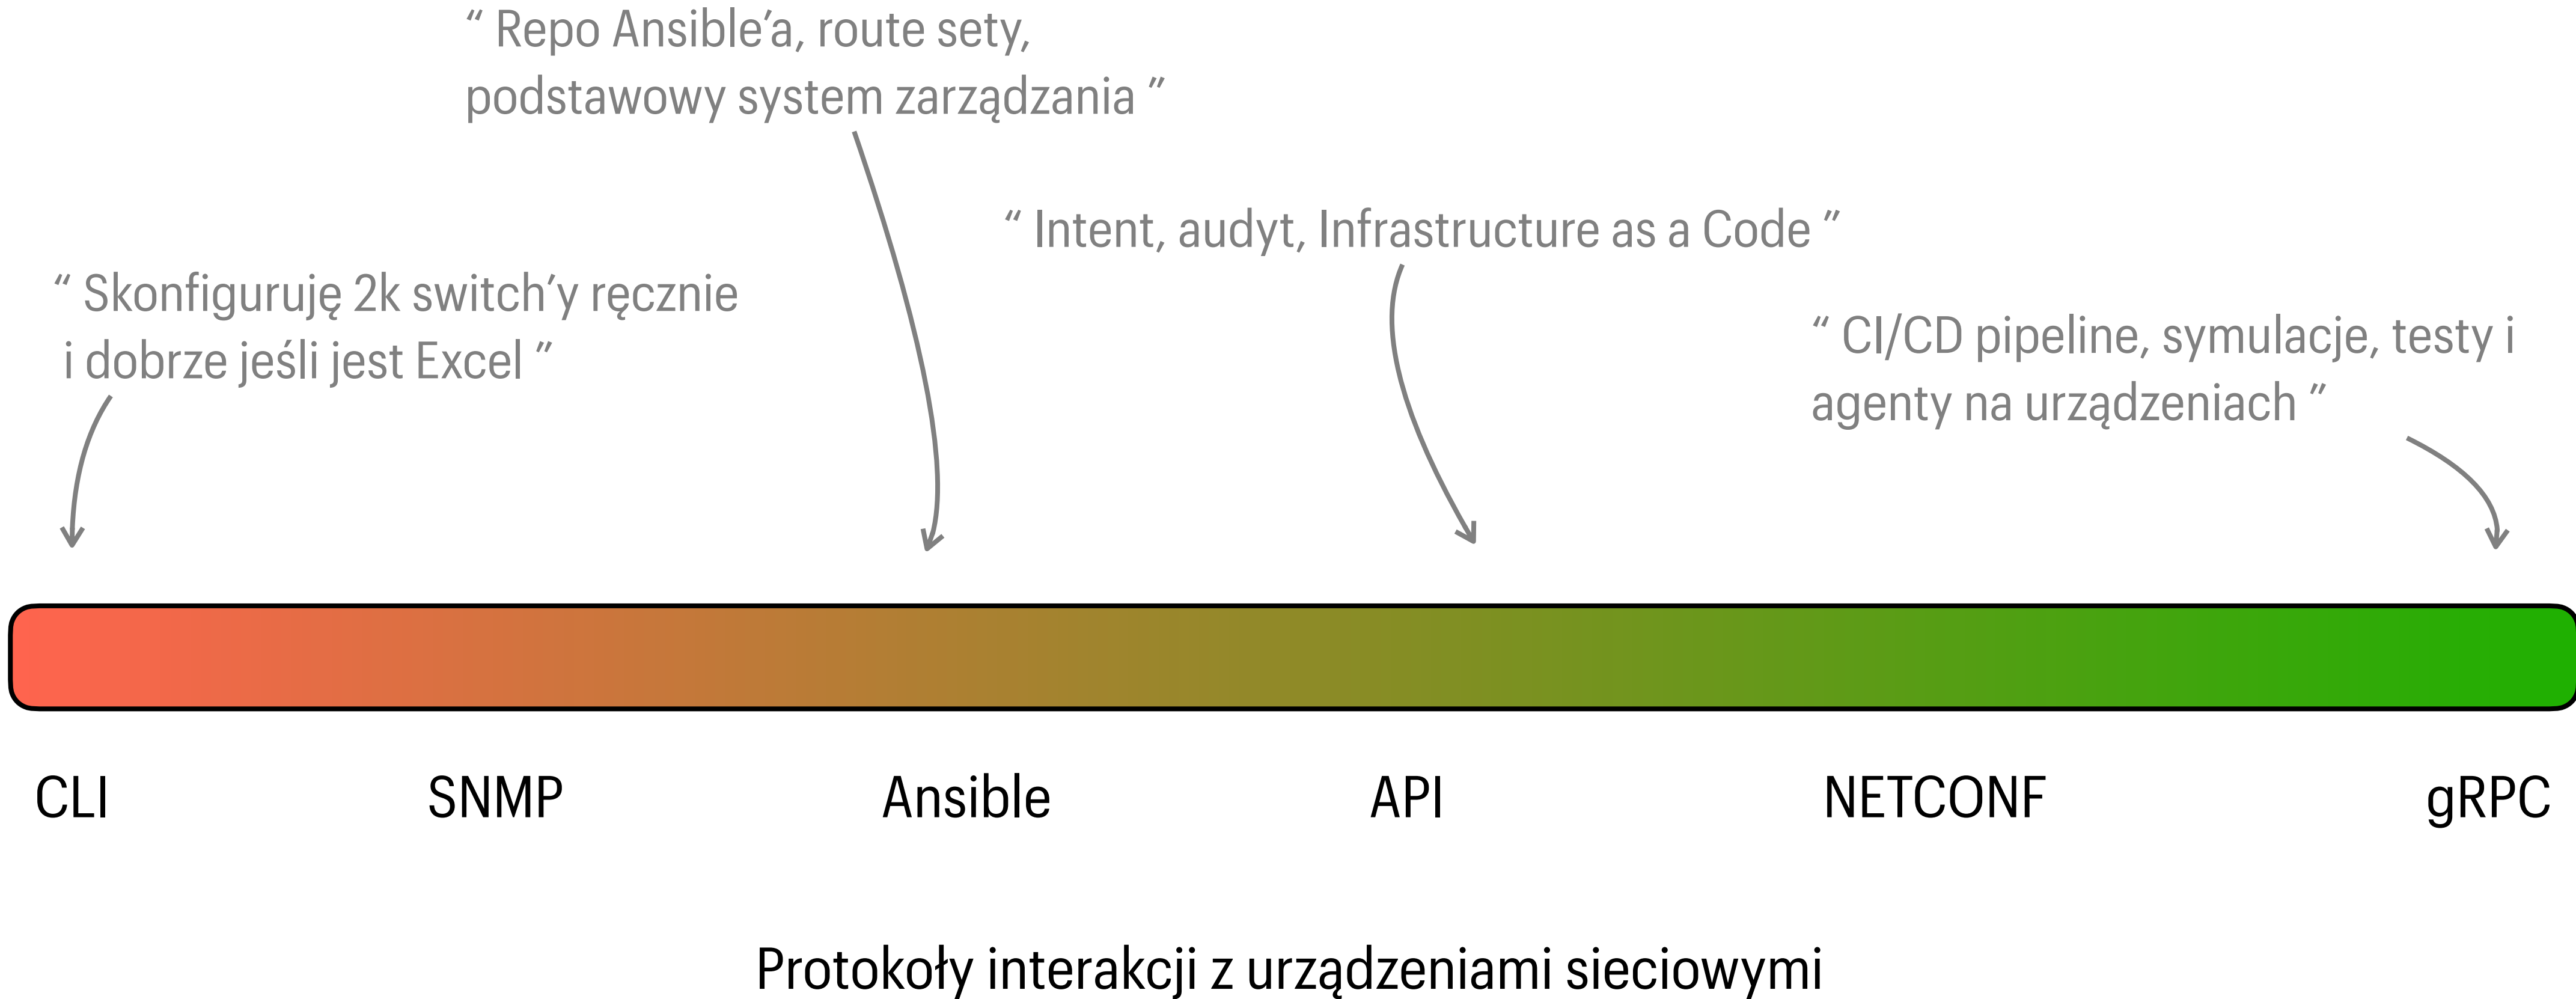 “ Repo Ansible’a, route sety,
podstawowy system zarządzania ”
“ Intent, audyt, Infrastructure as a Code ”
“ Skonfiguruję 2k switch’y ręcznie
i dobrze jeśli jest Excel ”
“ CI/CD pipeline, symulacje, testy i
agenty na urządzeniach ”
CLI
SNMP
Ansible
API
NETCONF
gRPC
Protokoły interakcji z urządzeniami sieciowymi